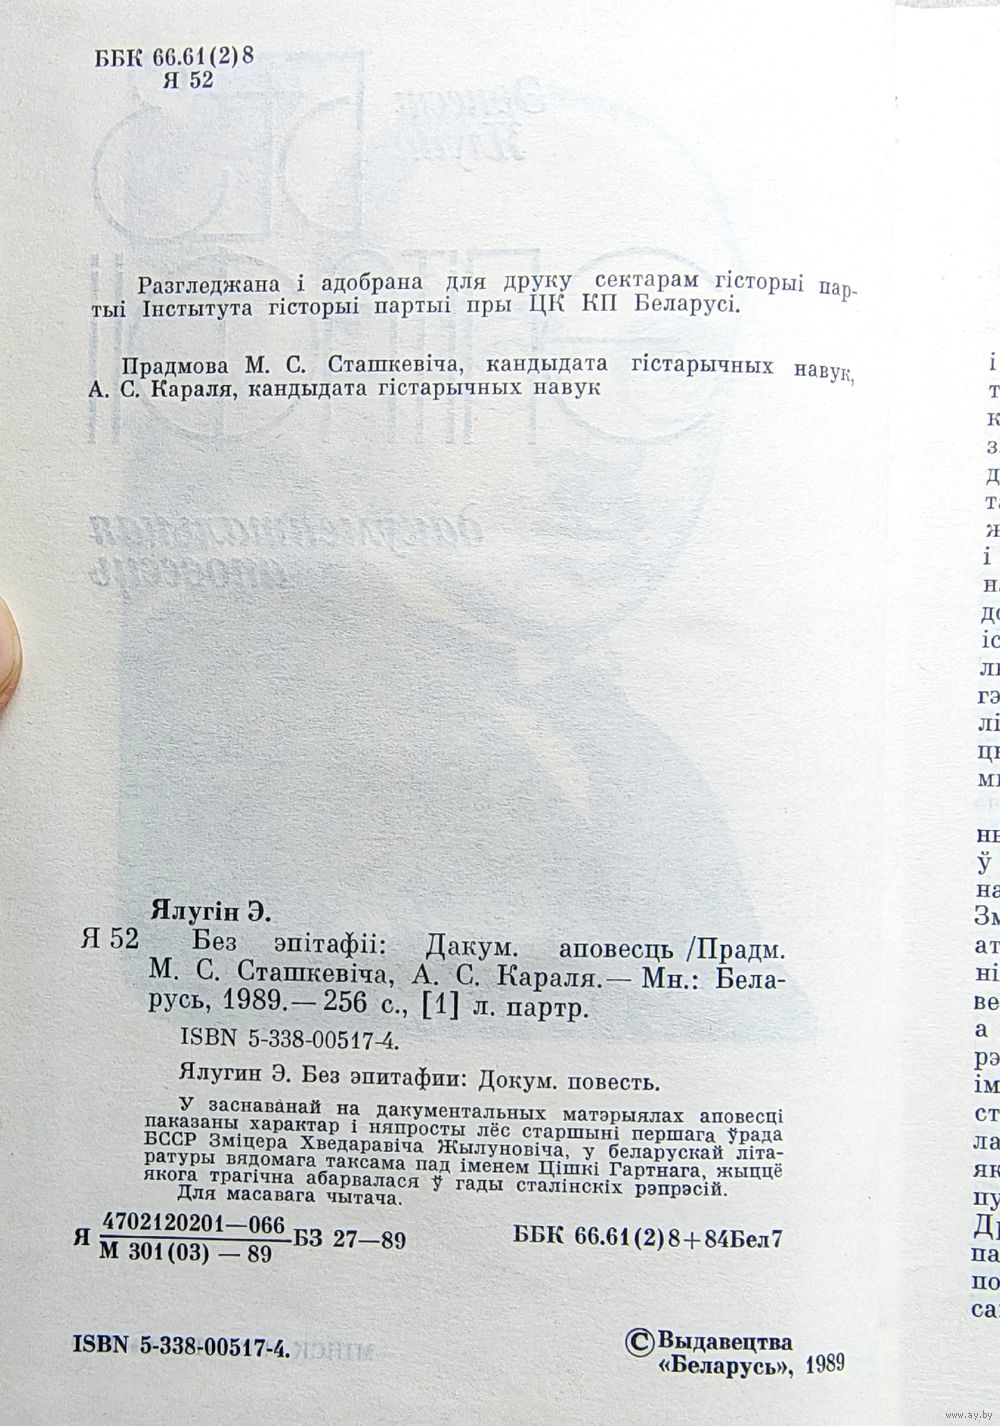 ББК 66.61(2)8
Я 52
Разгледжана і адобрана для друку сектарам гісторыі пар-
тыі Інстытута гісторыі партыі пры ЦК КП Беларусі.
Прадмова М. С. Сташкевіча, кандыдата гістарычных навук,
А. С. Караля, кандыдата гістарычных навук
Ялугін Э.
Я 52 Без эпітафіі: Дакум. аповесць /Прадм.
М. С. Сташкевіча, А. С. Караля.— Мн.: Бела-
русь, 1989.— 256 с., [1] л. партр.
ISBN 5-338-00517-4.
Ялугин Э. Без эпитафии: Докум. повесть.
У заснаванай на дакументальных матэрыялах аповесці
паказаны характар і няпросты лёс старшыні першага ўрада
БССР Зміцера Хведаравіча Жылуновіча, у беларускай літа-
ратуры вядомага таксама пад іменем Цішкі Гартнага, жыццё
якога трагічна абарвалася ў гады сталінскіх рэпрэсій.
Для масавага чытача.
Я 4702120201—066 БЗ 27—89
М 301(03) — 89
ББК 66.61(2)8+84Бел7
ISBN 5-338-00517-4.
© Выдавецтва
«Беларусь», 1989
www.ay.by